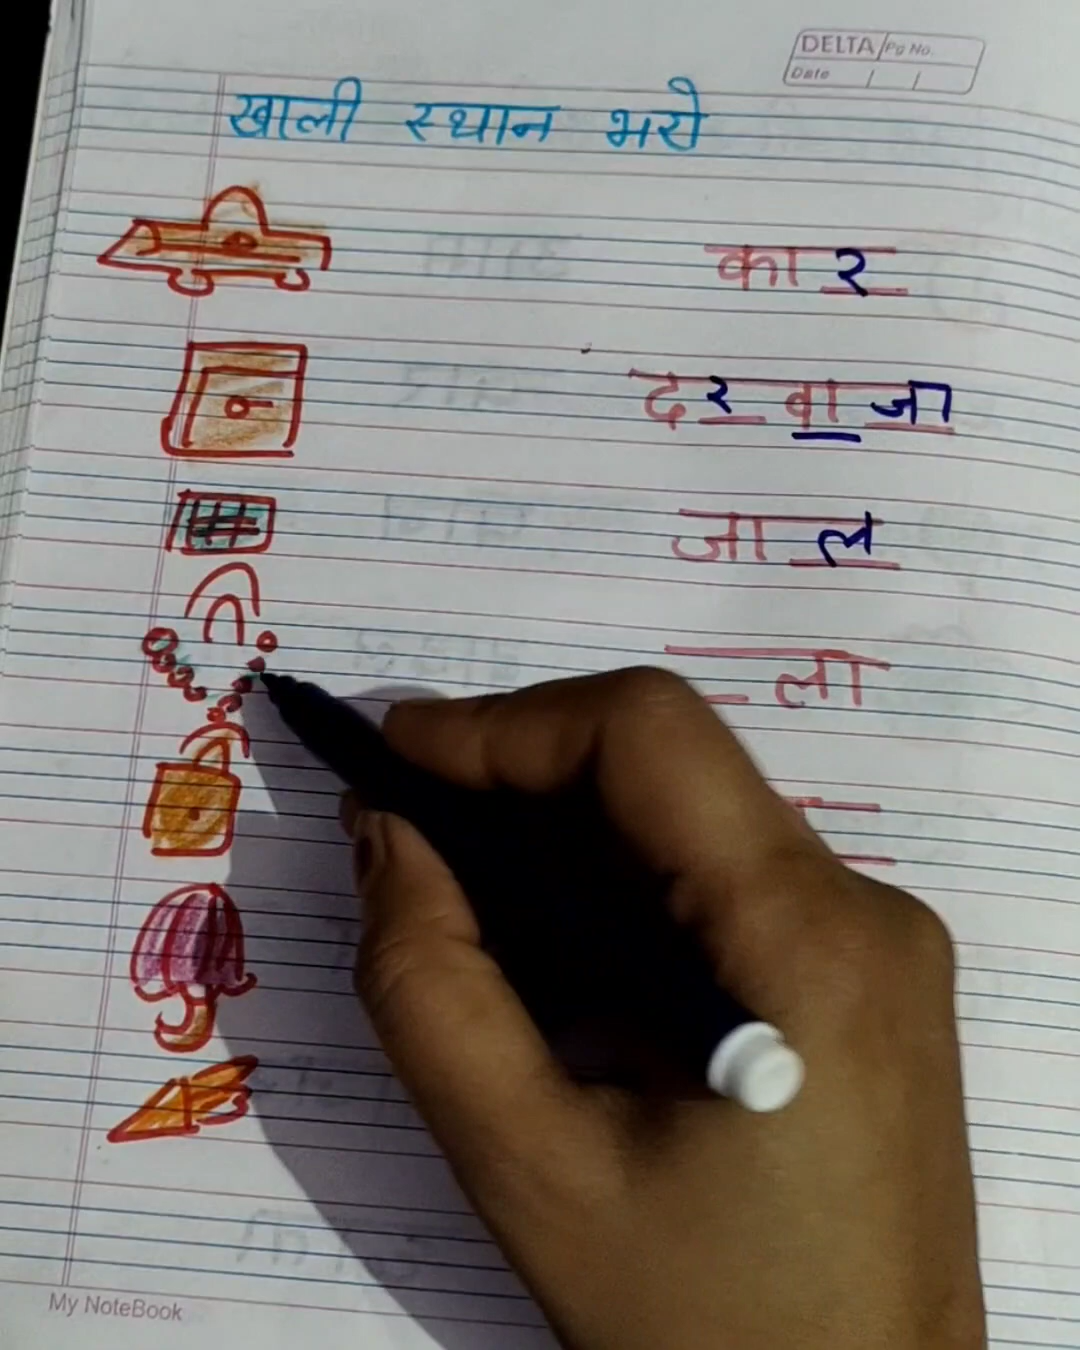 DELTA Pg No.
Date / /
खाली स्थान भरो
कार
दरवाजा
जाल
_ ला
My NoteBook